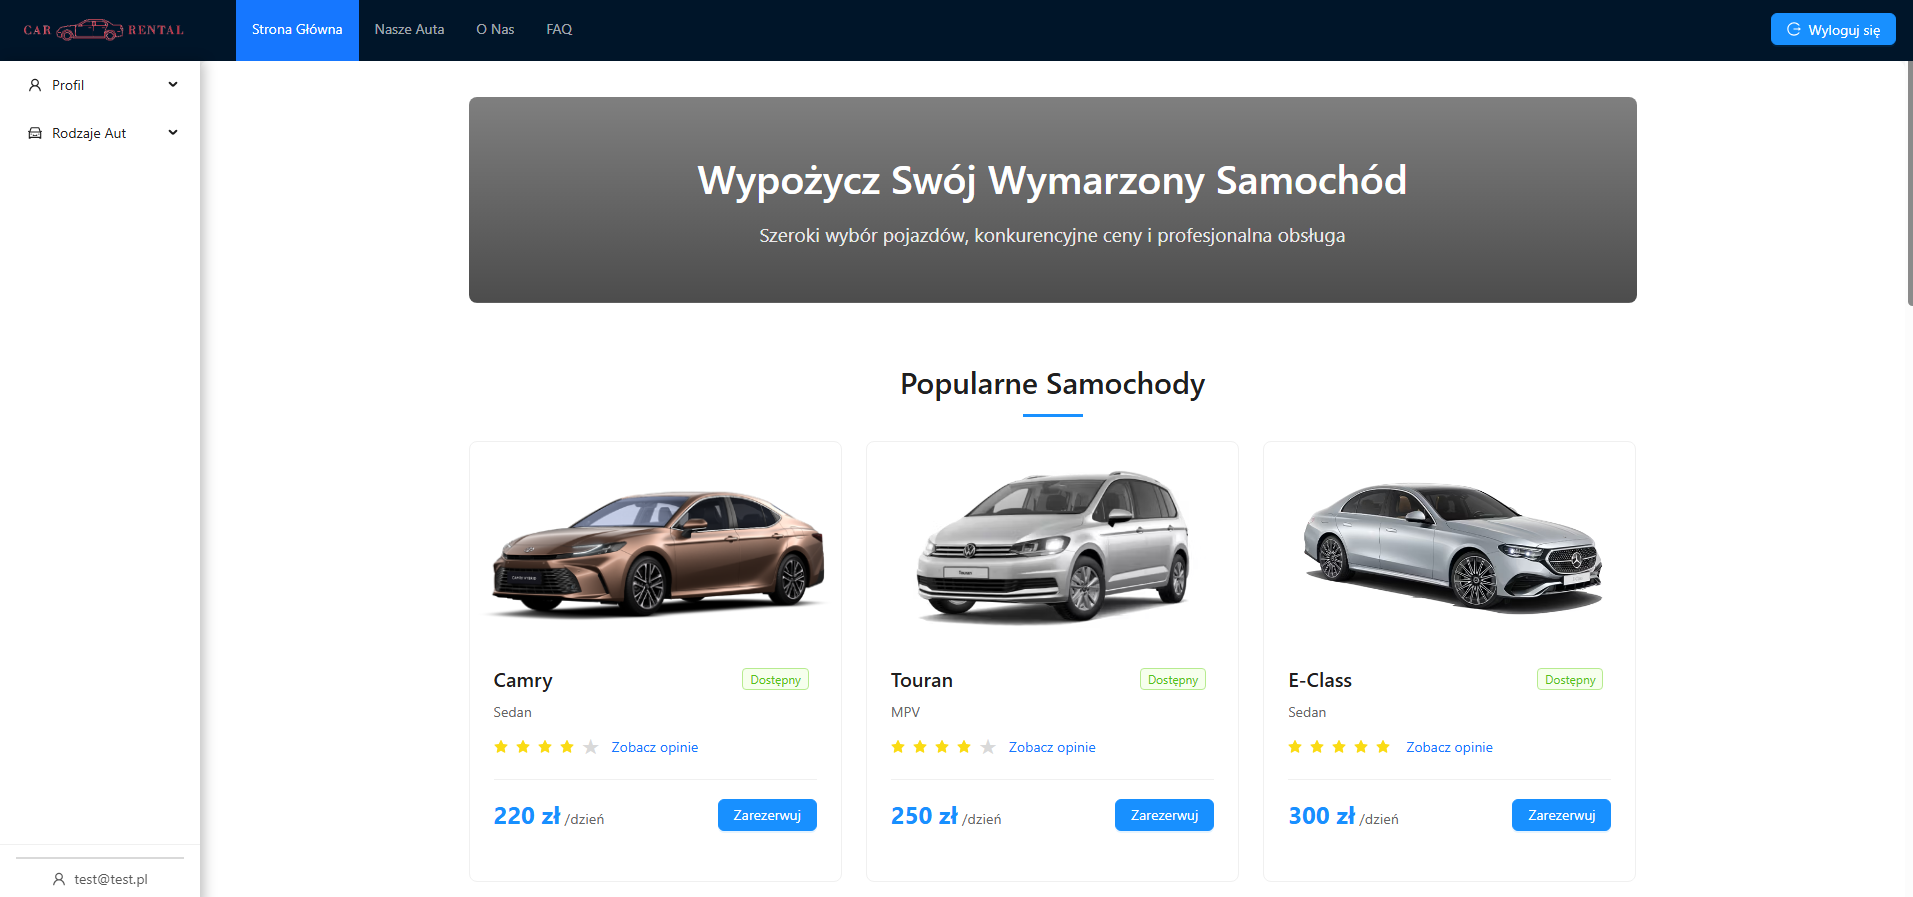 CAR RENTAL
Strona Główna
Nasze Auta
O Nas
FAQ
Wyloguj się
Profil
Rodzaje Aut
Wypożycz Swój Wymarzony Samochód
Szeroki wybór pojazdów, konkurencyjne ceny i profesjonalna obsługa
Popularne Samochody
Camry
Dostępny
Sedan
Zobacz opinie
220 zł /dzień
Zarezerwuj
Touran
Touran
Dostępny
MPV
Zobacz opinie
250 zł /dzień
Zarezerwuj
E-Class
Dostępny
Sedan
Zobacz opinie
300 zł /dzień
Zarezerwuj
test@test.pl